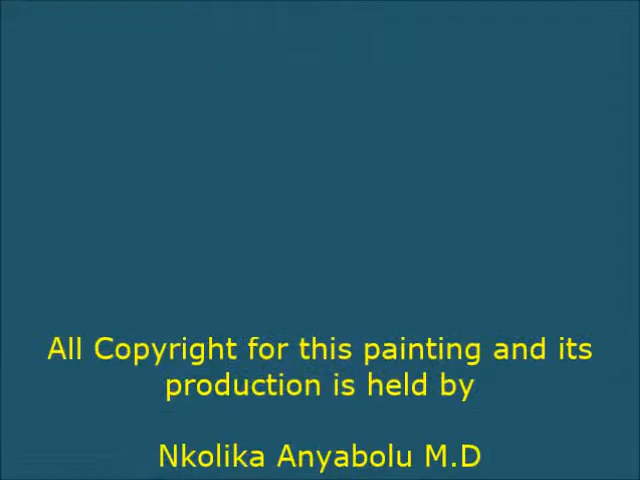 All Copyright for this painting and its
production is held by
Nkolika Anyabolu M.D